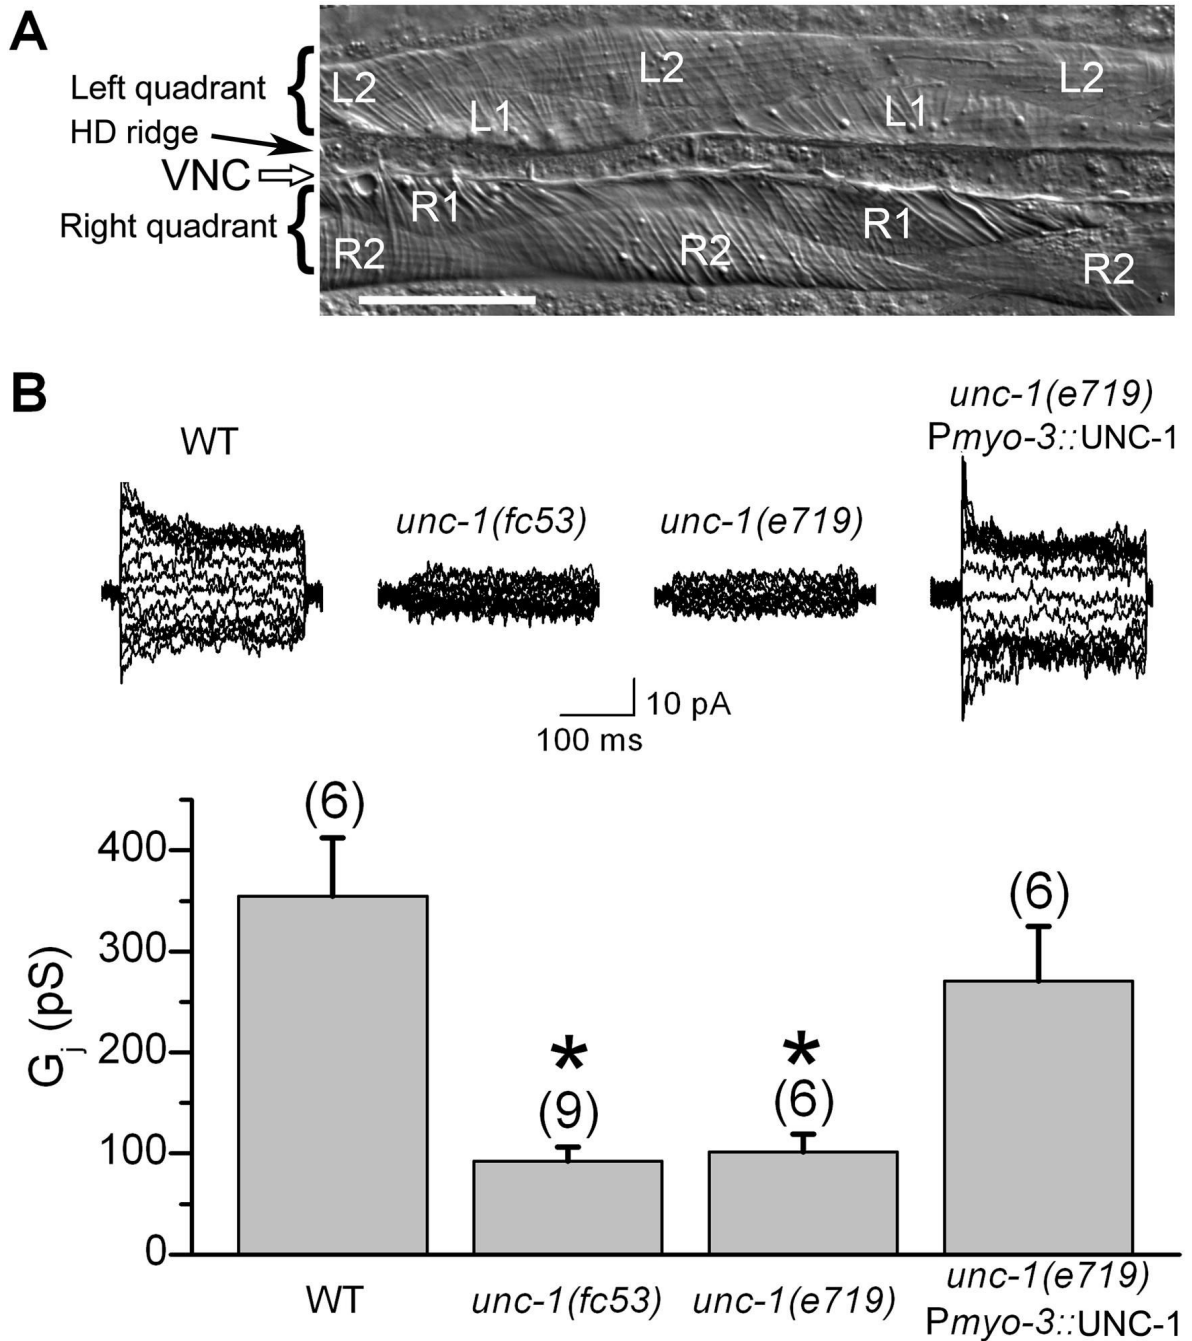 A
Left quadrant
HD ridge
VNC
Right quadrant
L2
L1
L2
L1
L2
R1
R2
R2
R1
R2
B
WT
unc-1(fc53)
unc-1(e719)
unc-1(e719)
Pmyo-3::UNC-1
10 pA
100 ms
Gj (pS)
400
300
200
100
0
(6)
*
(9)
*
(6)
(6)
WT
unc-1(fc53)
unc-1(e719)
unc-1(e719)
Pmyo-3::UNC-1